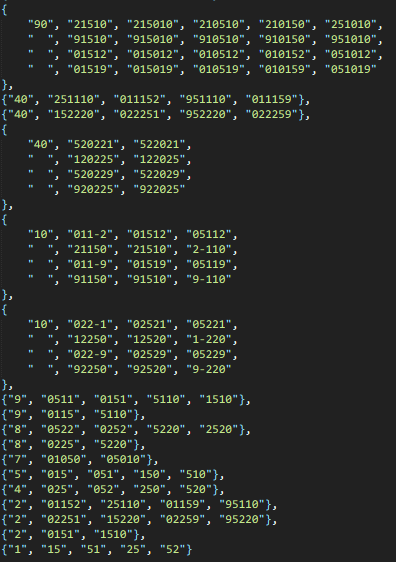 {
"90", "21510", "215010", "210510", "210150", "251010",
"  ", "91510", "915010", "910510", "910150", "951010",
"  ", "01512", "015012", "010512", "010152", "051012",
"  ", "01519", "015019", "010519", "010159", "051019"
},
{"40", "251110", "011152", "951110", "011159"},
{"40", "152220", "022251", "952220", "022259"},
{
"40", "520221", "522021",
"  ", "120225", "122025",
"  ", "520229", "522029",
"  ", "920225", "922025"
},
{
"10", "011-2", "01512", "05112",
"  ", "21150", "21510", "2-110",
"  ", "011-9", "01519", "05119",
"  ", "91150", "91510", "9-110"
},
{
"10", "022-1", "02521", "05221",
"  ", "12250", "12520", "1-220",
"  ", "022-9", "02529", "05229",
"  ", "92250", "92520", "9-220"
},
{"9", "0511", "0151", "5110", "1510"},
{"9", "0115", "5110"},
{"8", "0522", "0252", "5220", "2520"},
{"8", "0225", "5220"},
{"7", "01050", "05010"},
{"5", "015", "051", "150", "510"},
{"4", "025", "052", "250", "520"},
{"2", "01152", "25110", "01159", "95110"},
{"2", "02251", "15220", "02259", "95220"},
{"2", "0151", "1510"},
{"1", "15", "51", "25", "52"}